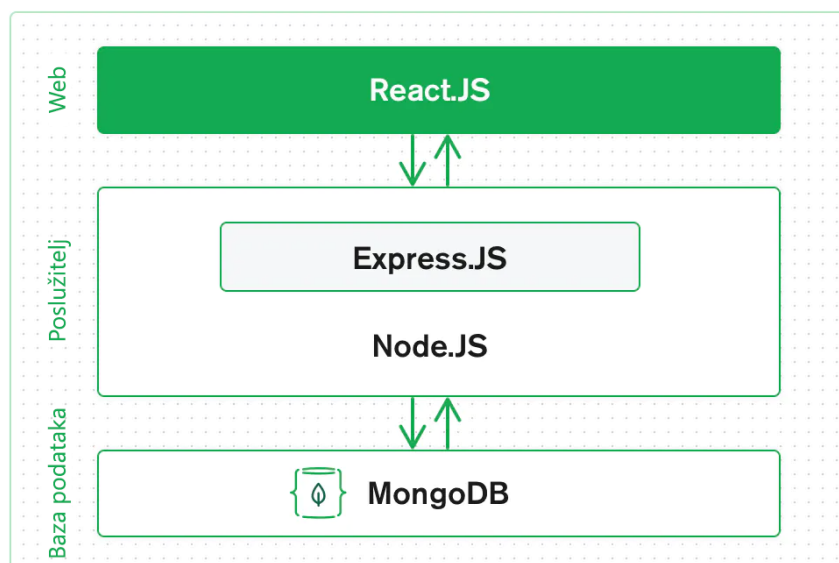 Web
React.JS
Poslužitelj
Express.JS
Node.JS
Baza podataka
MongoDB